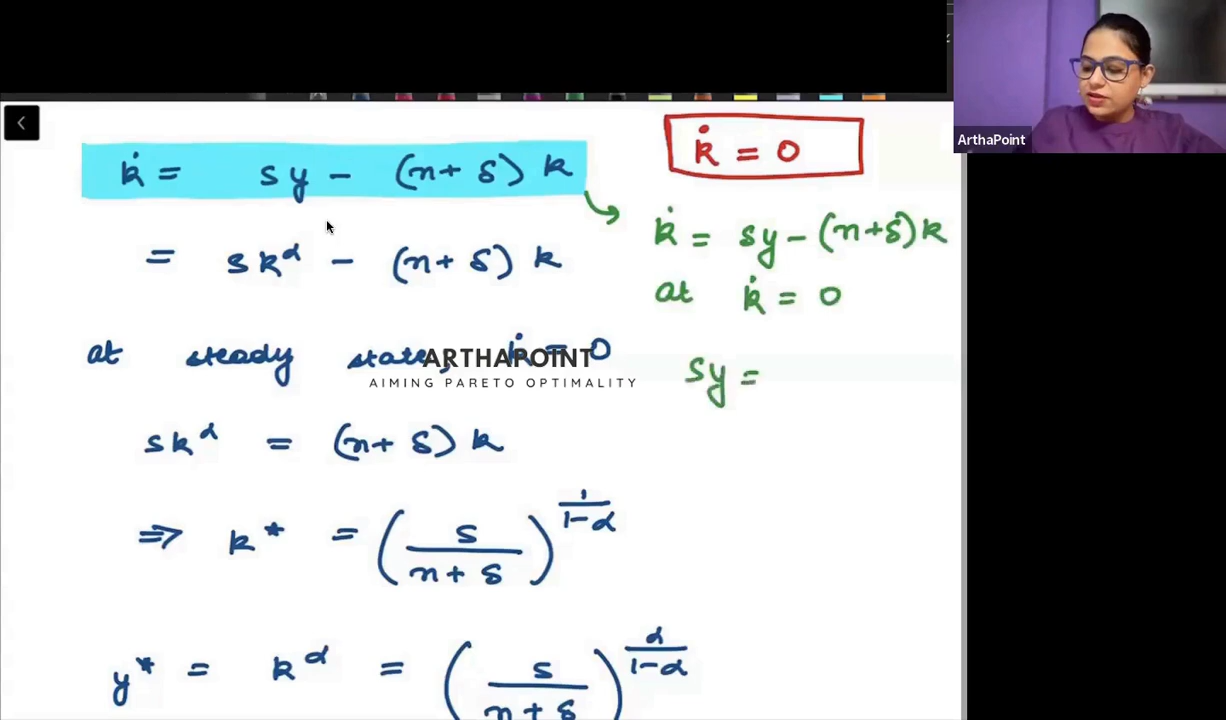 k̇ = sy - (n + δ) k
= sk^α - (n + δ) k
at steady state, k̇ = 0
sk^α = (n + δ) k
⇒ k* = (s / (n + δ))^(1/(1-α))
y* = k^α = (s / (n + δ))^(α/(1-α))
k̇ = 0
k̇ = sy - (n + δ) k
at k̇ = 0
sy =
ARTHAPOINT
AIMING PARETO OPTIMALITY
ArthaPoint